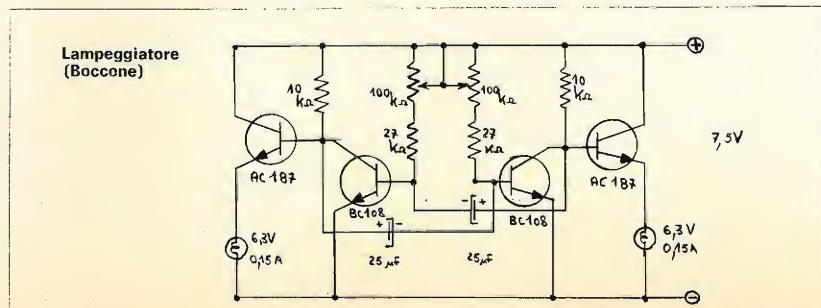 Lampeggiatore
(Boccone)
+
10
KΩ
100
KΩ
100
KΩ
10
KΩ
27
KΩ
27
KΩ
AC 187
BC108
BC108
AC 187
7,5V
- +
+ -
25 µF
25 µF
6,3V
0,15A
6,3V
0,15A
-